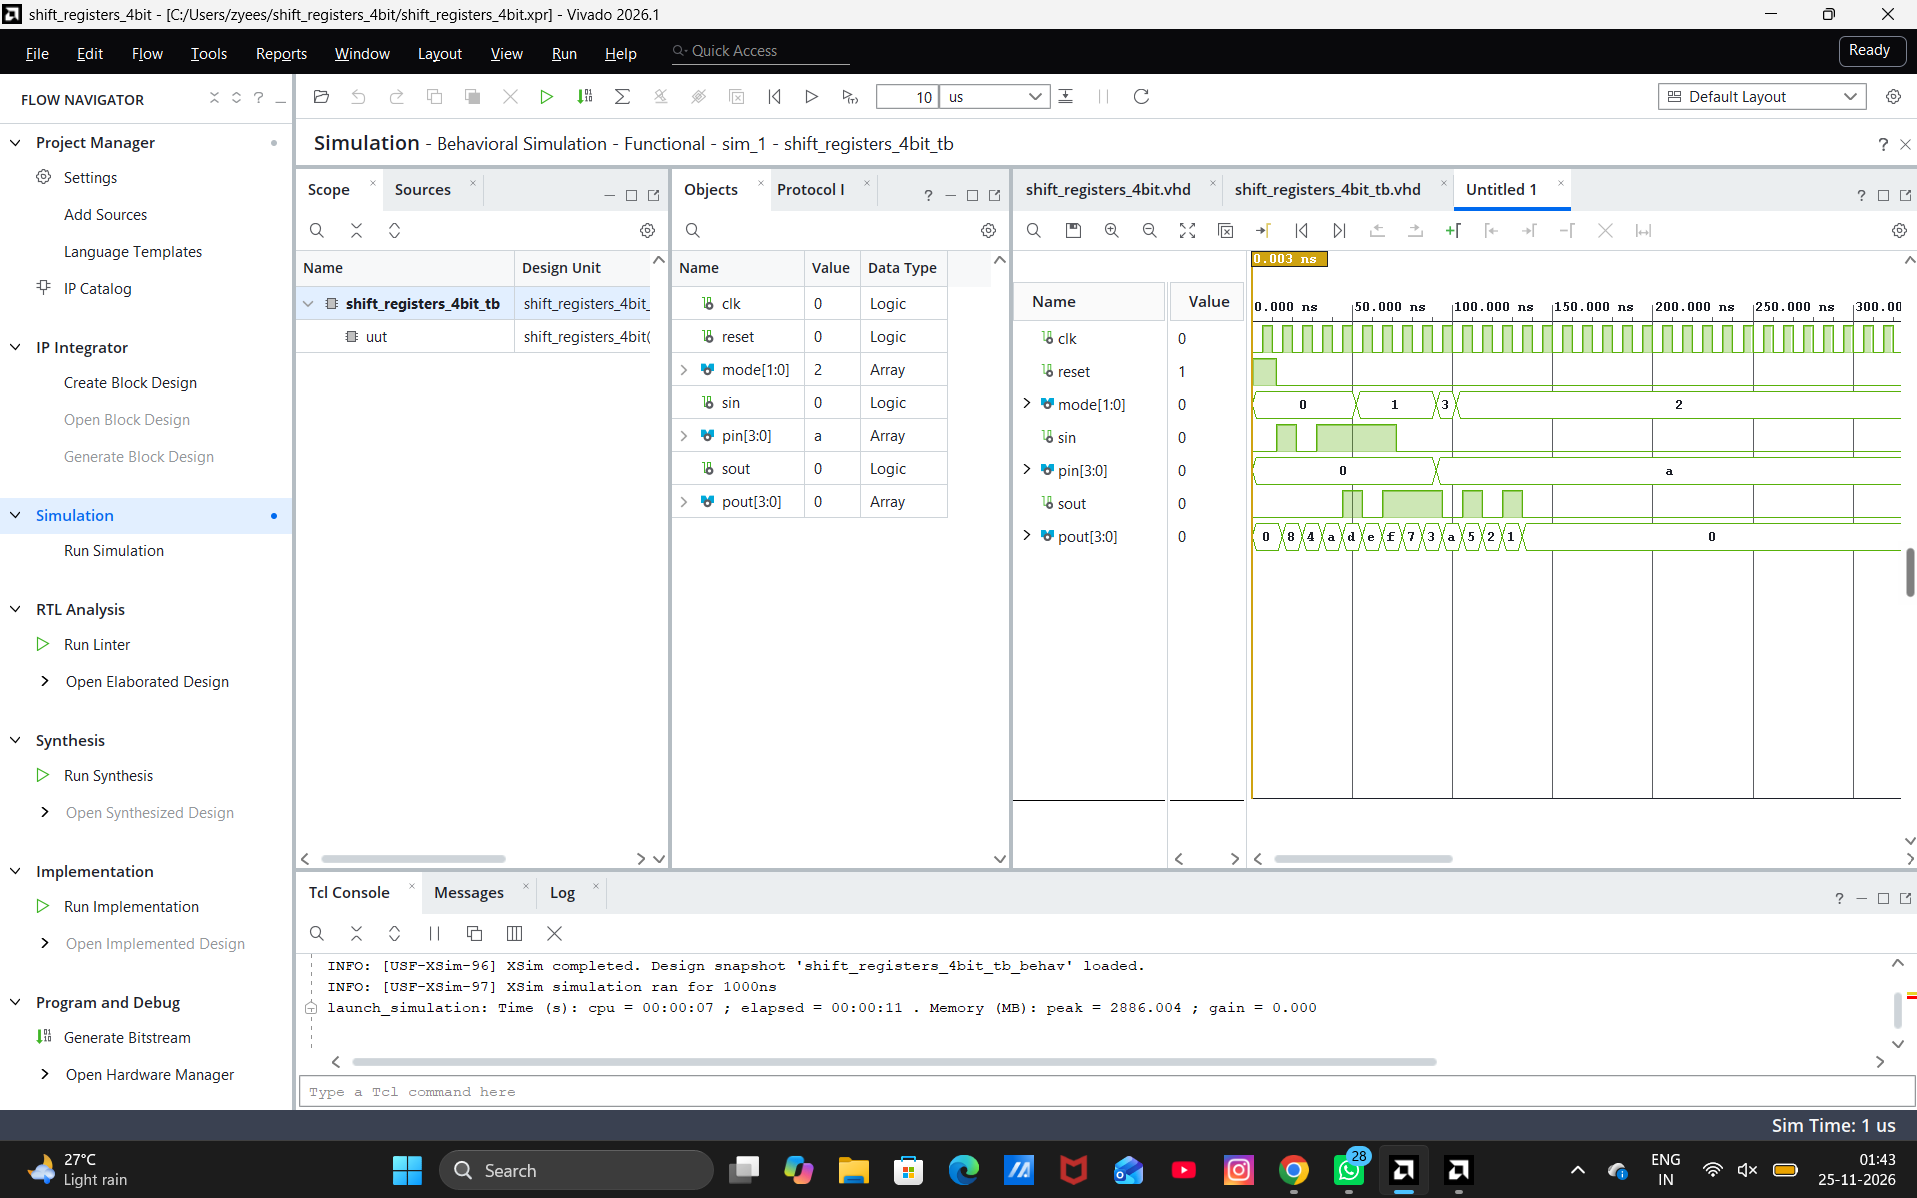 shift_registers_4bit - [C:/Users/zyees/shift_registers_4bit/shift_registers_4bit.xpr] - Vivado 2026.1
File Edit Flow Tools Reports Window Layout View Run Help Quick Access Ready
FLOW NAVIGATOR
10 us
Default Layout
Simulation - Behavioral Simulation - Functional - sim_1 - shift_registers_4bit_tb
Project Manager
Settings
Add Sources
Language Templates
IP Catalog
IP Integrator
Create Block Design
Open Block Design
Generate Block Design
Simulation
Run Simulation
RTL Analysis
Run Linter
Open Elaborated Design
Synthesis
Run Synthesis
Open Synthesized Design
Implementation
Run Implementation
Open Implemented Design
Program and Debug
Generate Bitstream
Open Hardware Manager
Scope Sources
Name Design Unit
shift_registers_4bit_tb shift_registers_4bit_
uut shift_registers_4bit(
Objects Protocol I
Name Value Data Type
clk 0 Logic
reset 0 Logic
mode[1:0] 2 Array
sin 0 Logic
pin[3:0] a Array
sout 0 Logic
pout[3:0] 0 Array
shift_registers_4bit.vhd shift_registers_4bit_tb.vhd Untitled 1
0.003 ns
Name Value
0.000 ns 50.000 ns 100.000 ns 150.000 ns 200.000 ns 250.000 ns 300.00
clk 0
reset 1
mode[1:0] 0 0 1 3 2
sin 0
pin[3:0] 0 0 a
sout 0
pout[3:0] 0 0 8 4 a d e f 7 3 a 5 2 1 0
Tcl Console Messages Log
INFO: [USF-XSim-96] XSim completed. Design snapshot 'shift_registers_4bit_tb_behav' loaded.
INFO: [USF-XSim-97] XSim simulation ran for 1000ns
launch_simulation: Time (s): cpu = 00:00:07 ; elapsed = 00:00:11 . Memory (MB): peak = 2886.004 ; gain = 0.000
Type a Tcl command here
Sim Time: 1 us
27°C
Light rain
Search
28
ENG
IN
01:43
25-11-2026